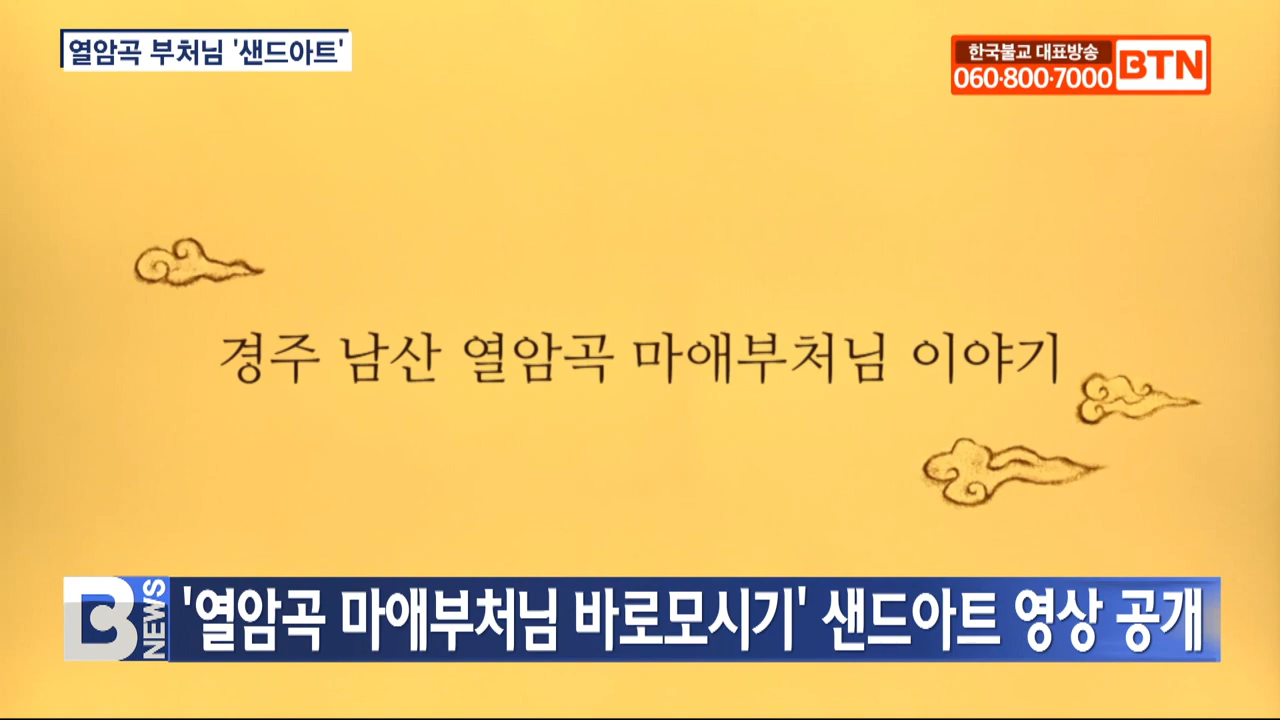 열암곡 부처님 '샌드아트'
한국불교 대표방송
060·800·7000
BTN
경주 남산 열암곡 마애부처님 이야기
B NEWS
'열암곡 마애부처님 바로모시기' 샌드아트 영상 공개